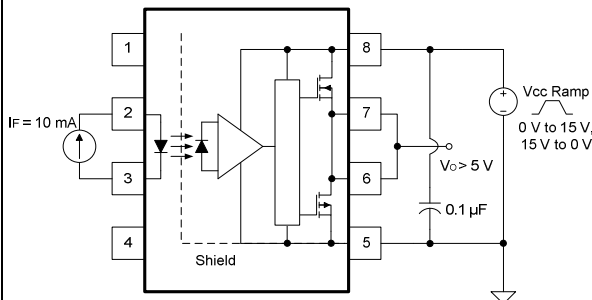 1
8
IF = 10 mA
2
7
Vcc Ramp
0 V to 15 V,
15 V to 0 V
3
6
VO > 5 V
0.1 µF
4
5
Shield